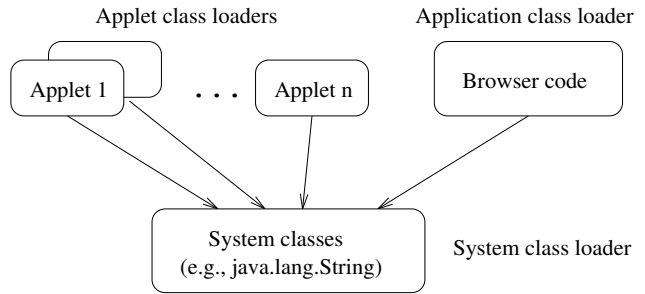 Applet class loaders
Application class loader
Applet 1
. . .
Applet n
Browser code
System classes
(e.g., java.lang.String)
System class loader